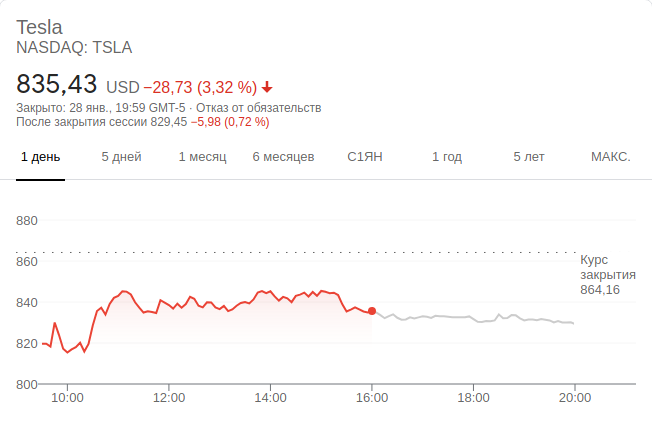 Tesla
NASDAQ: TSLA
835,43 USD −28,73 (3,32 %)
Закрыто: 28 янв., 19:59 GMT-5 · Отказ от обязательств
После закрытия сессии 829,45 −5,98 (0,72 %)
1 день 5 дней 1 месяц 6 месяцев С1ЯН 1 год 5 лет МАКС.
880
860
840
820
800
Курс
закрытия
864,16
10:00 12:00 14:00 16:00 18:00 20:00